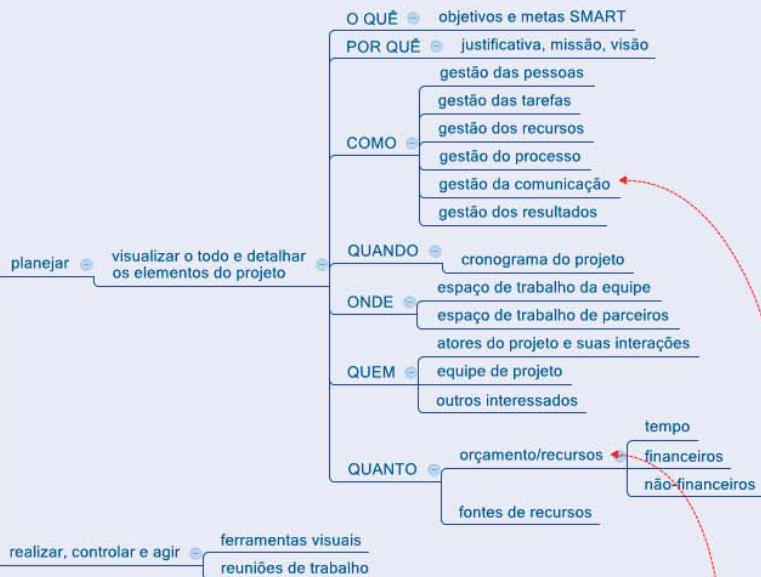 O QUÊ
objetivos e metas SMART
POR QUÊ
justificativa, missão, visão
COMO
gestão das pessoas
gestão das tarefas
gestão dos recursos
gestão do processo
gestão da comunicação
gestão dos resultados
planejar
visualizar o todo e detalhar
os elementos do projeto
QUANDO
cronograma do projeto
ONDE
espaço de trabalho da equipe
espaço de trabalho de parceiros
QUEM
atores do projeto e suas interações
equipe de projeto
outros interessados
QUANTO
orçamento/recursos
tempo
financeiros
não-financeiros
fontes de recursos
realizar, controlar e agir
ferramentas visuais
reuniões de trabalho